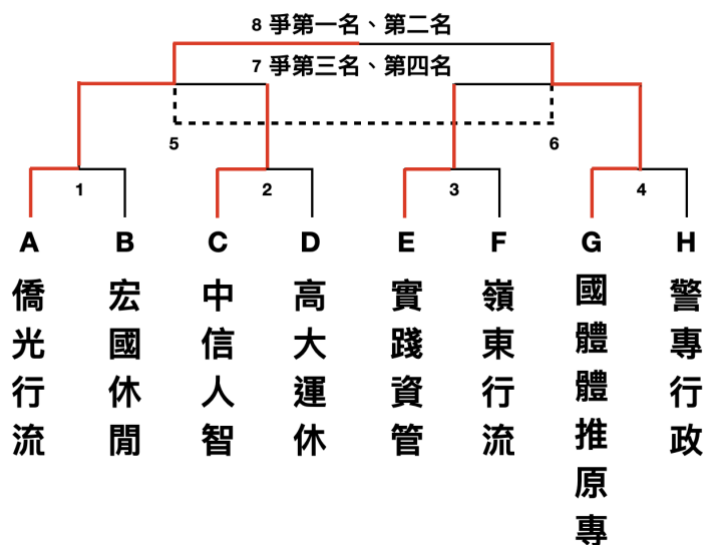 8 爭第一名、第二名
7 爭第三名、第四名
5
6
1
2
3
4
A
B
C
D
E
F
G
H
僑光行流
宏國休閒
中信人智
高大運休
實踐資管
嶺東行流
國體體推原專
警專行政